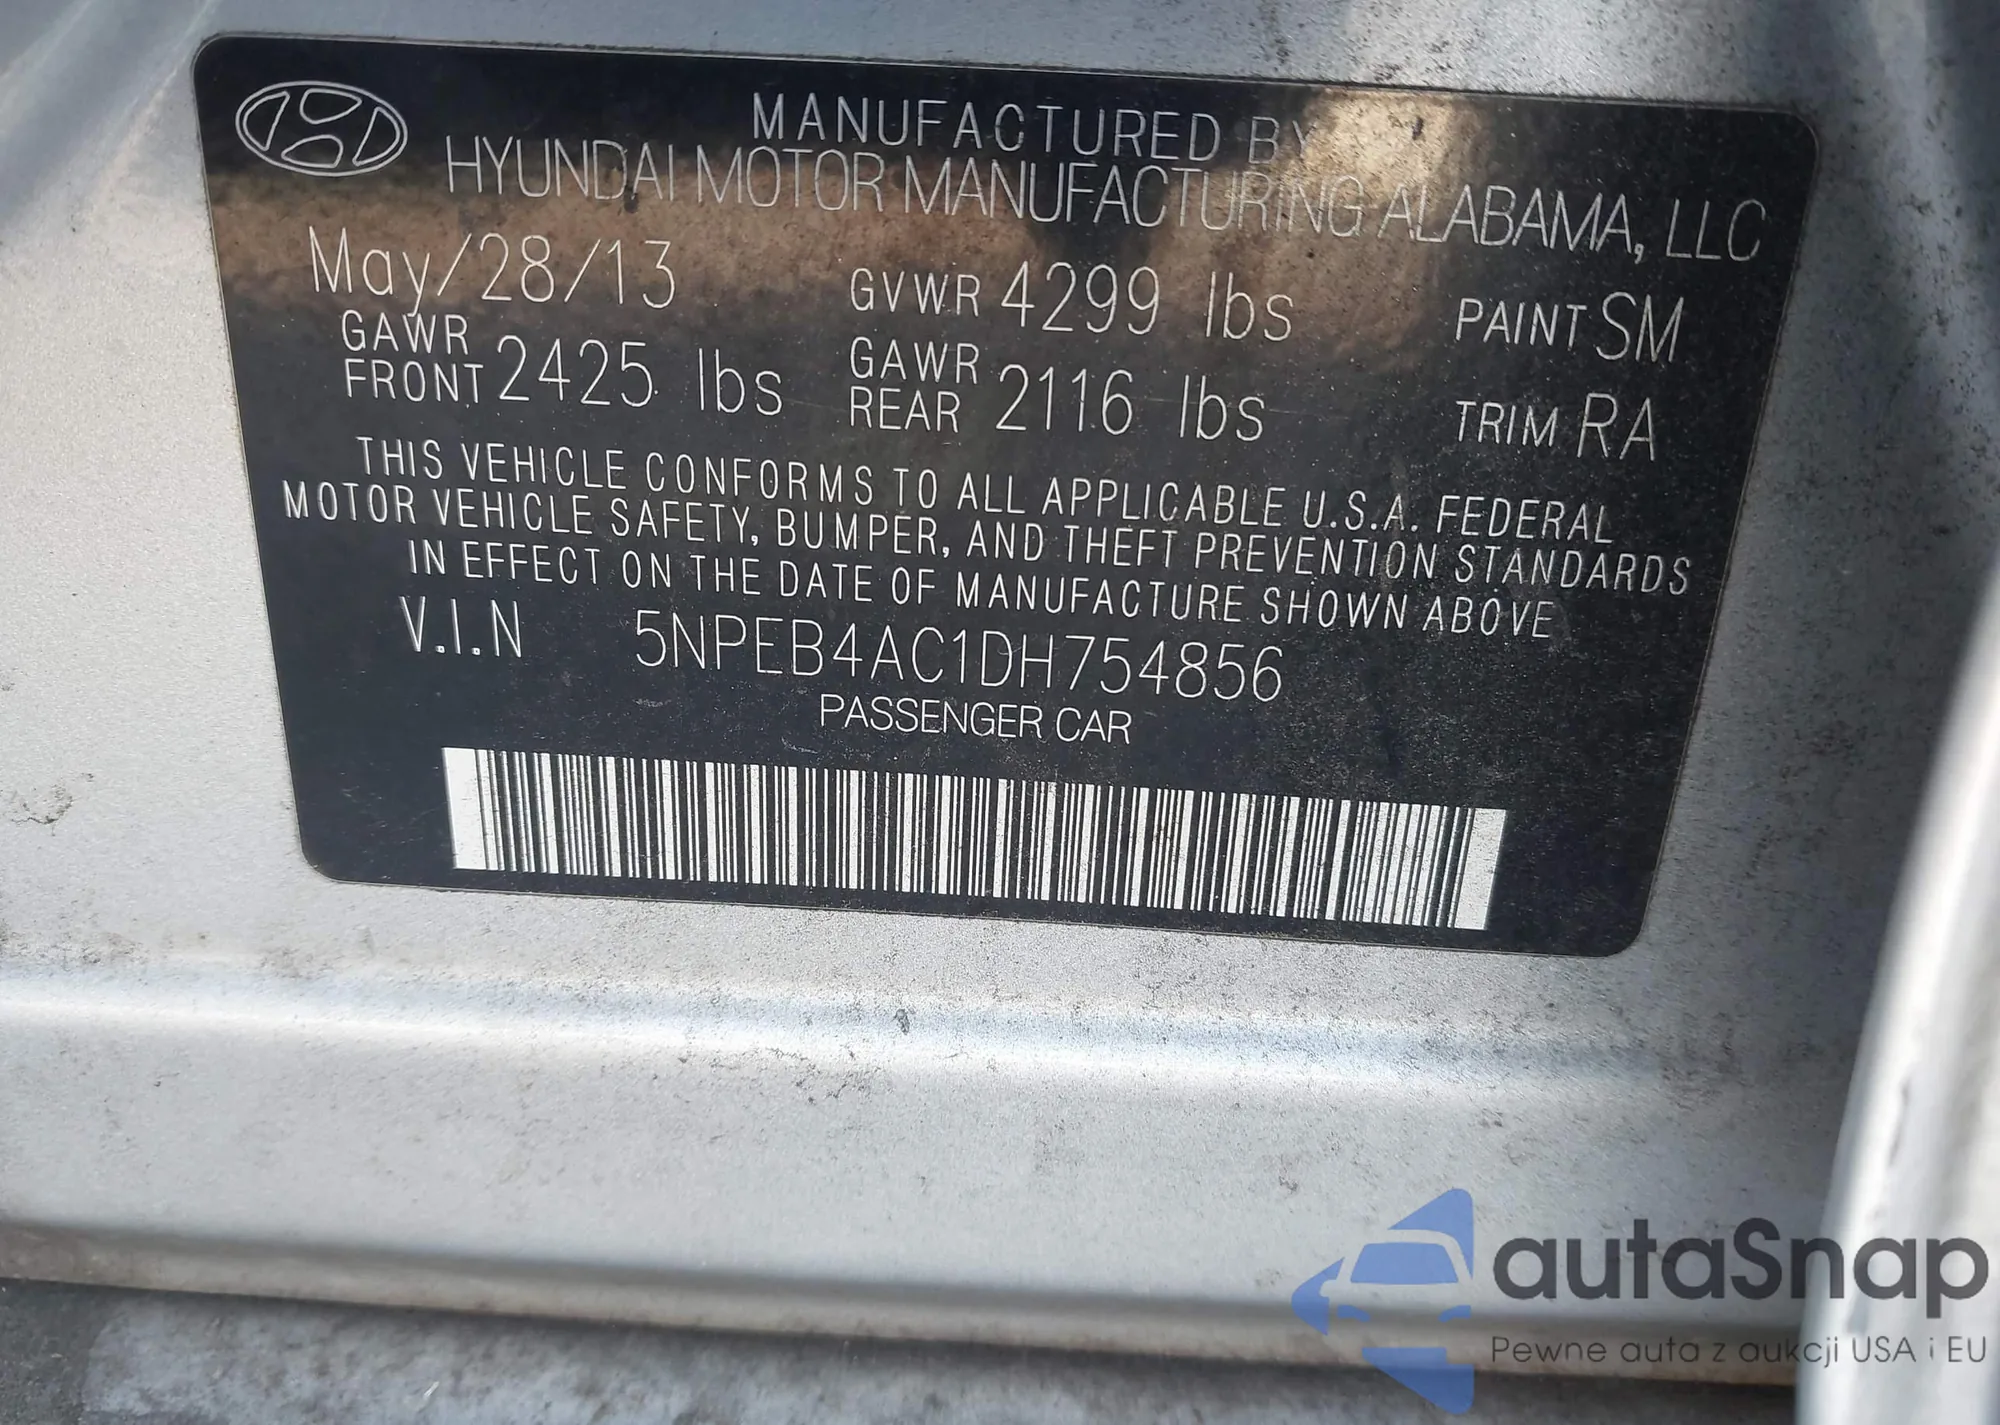 MANUFACTURED BY
HYUNDAI MOTOR MANUFACTURING ALABAMA, LLC
May/28/13 GVWR 4299 lbs PAINT SM
GAWR FRONT 2425 lbs GAWR REAR 2116 lbs TRIM RA
THIS VEHICLE CONFORMS TO ALL APPLICABLE U.S.A. FEDERAL
MOTOR VEHICLE SAFETY, BUMPER, AND THEFT PREVENTION STANDARDS
IN EFFECT ON THE DATE OF MANUFACTURE SHOWN ABOVE
V.I.N 5NPEB4AC1DH754856
PASSENGER CAR
autaSnap
Pewne auta z aukcji USA i EU